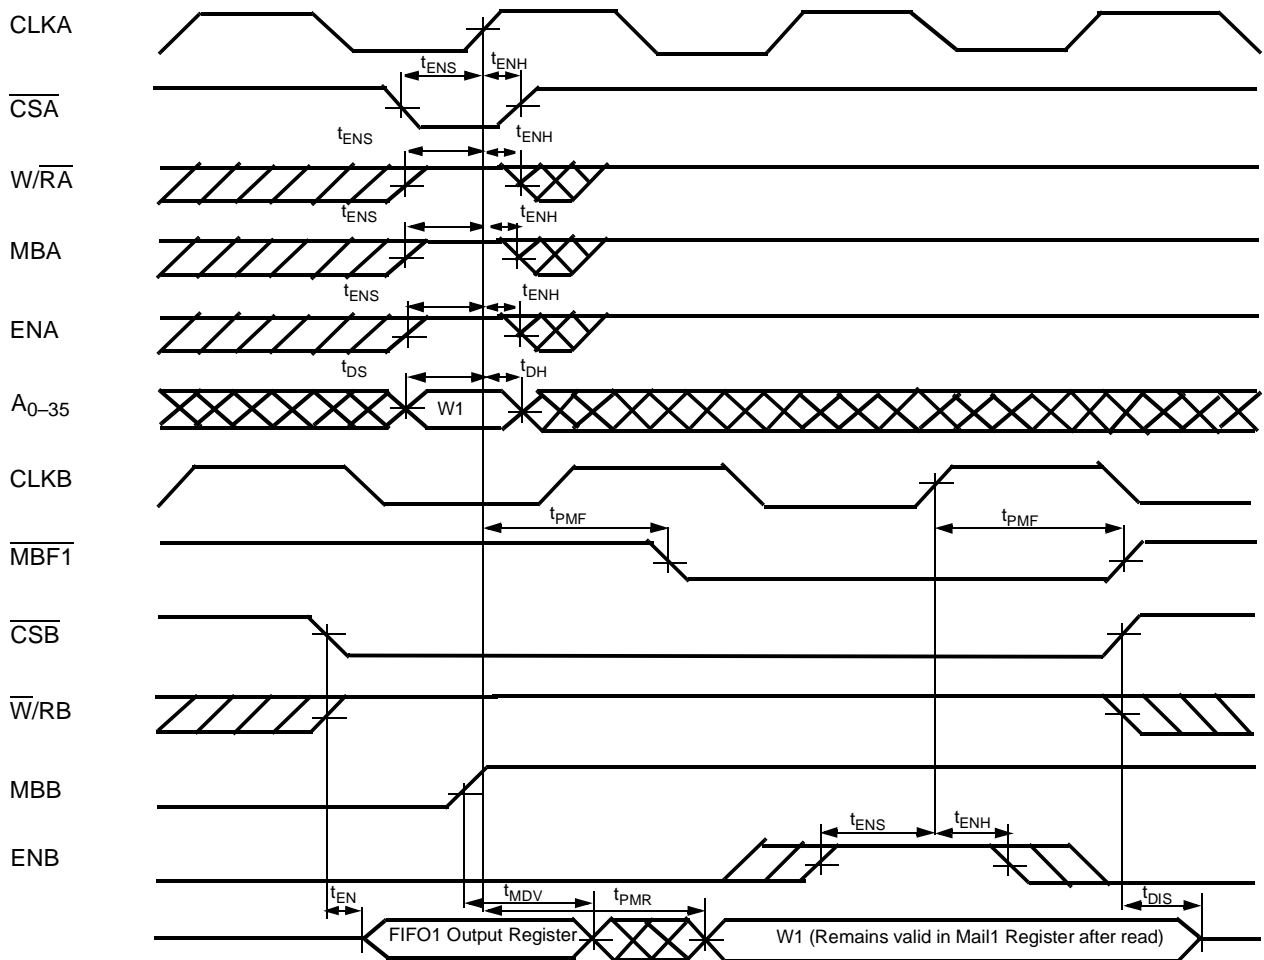 CLKA
tENS tENH
CSA
tENS tENH
W/RA
tENS tENH
MBA
tENS tENH
ENA
tDS tDH
A0–35
W1
CLKB
tPMF tPMF
MBF1
CSB
W/RB
MBB
tENS tENH
ENB
tEN tMDV tPMR tDIS
FIFO1 Output Register
W1 (Remains valid in Mail1 Register after read)